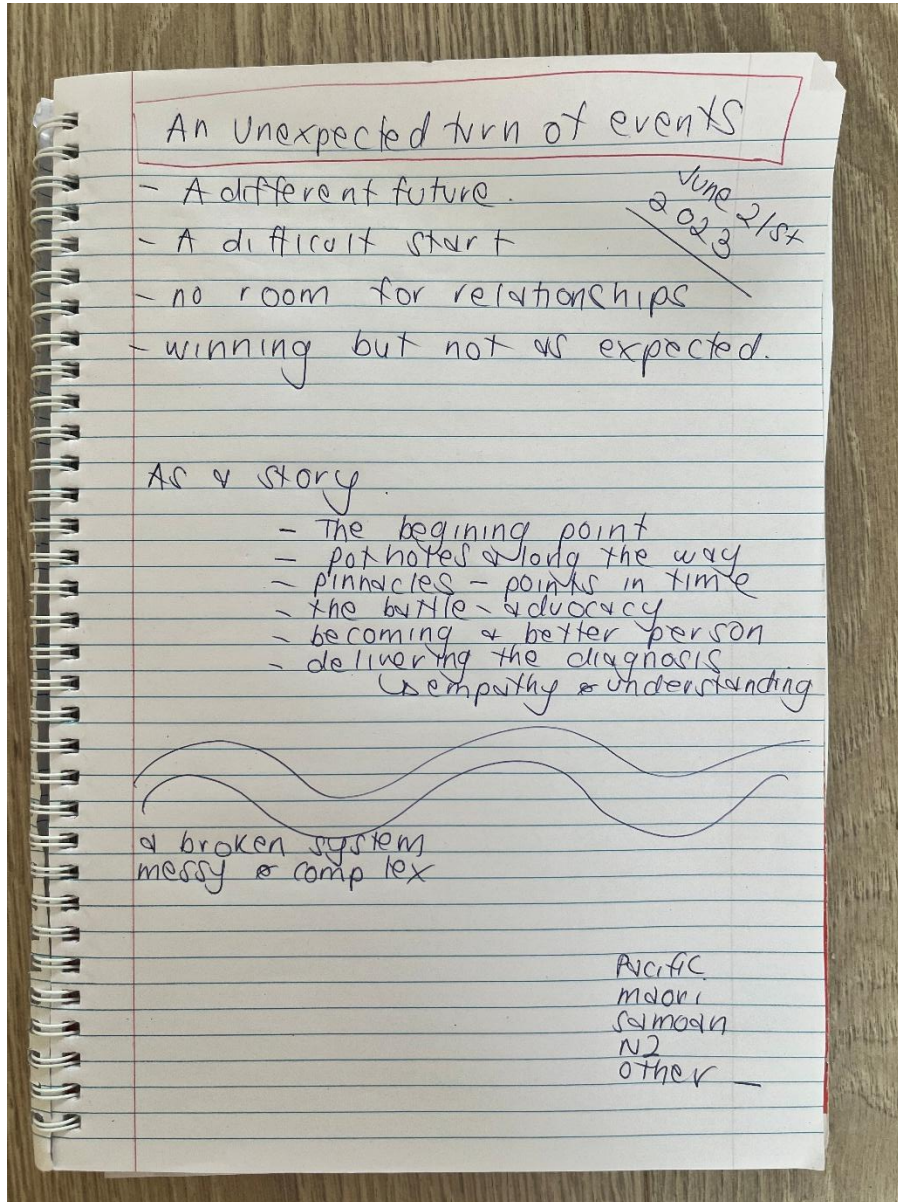 An Unexpected turn of events
June 21st
2023
- A different future.
- A difficult start
- no room for relationships
- winning but not as expected.
As a story.
- The begining point
- potholes along the way
- pinnacles - points in time
- the battle - advocacy
- becoming a better person
- delivering the diagnosis
↳ empathy & understanding
a broken system
messy & complex
Pacific
maori
samoan
NZ
other _